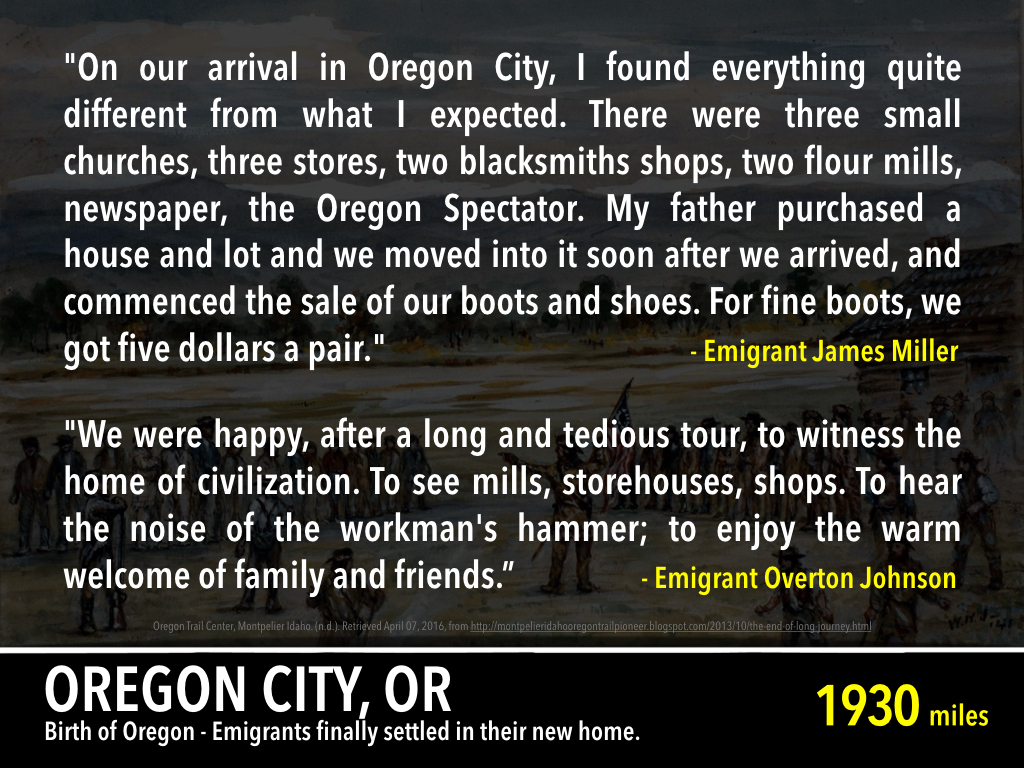 "On our arrival in Oregon City, I found everything quite
different from what I expected. There were three small
churches, three stores, two blacksmiths shops, two flour mills,
newspaper, the Oregon Spectator. My father purchased a
house and lot and we moved into it soon after we arrived, and
commenced the sale of our boots and shoes. For fine boots, we
got five dollars a pair."
- Emigrant James Miller
"We were happy, after a long and tedious tour, to witness the
home of civilization. To see mills, storehouses, shops. To hear
the noise of the workman's hammer; to enjoy the warm
welcome of family and friends.”
- Emigrant Overton Johnson
Oregon Trail Center, Montpelier Idaho. (n.d.). Retrieved April 07, 2016, from http://montpelieridahooregontrailpioneer.blogspot.com/2013/10/the-end-of-long-journey.html
OREGON CITY, OR
Birth of Oregon - Emigrants finally settled in their new home.
1930 miles